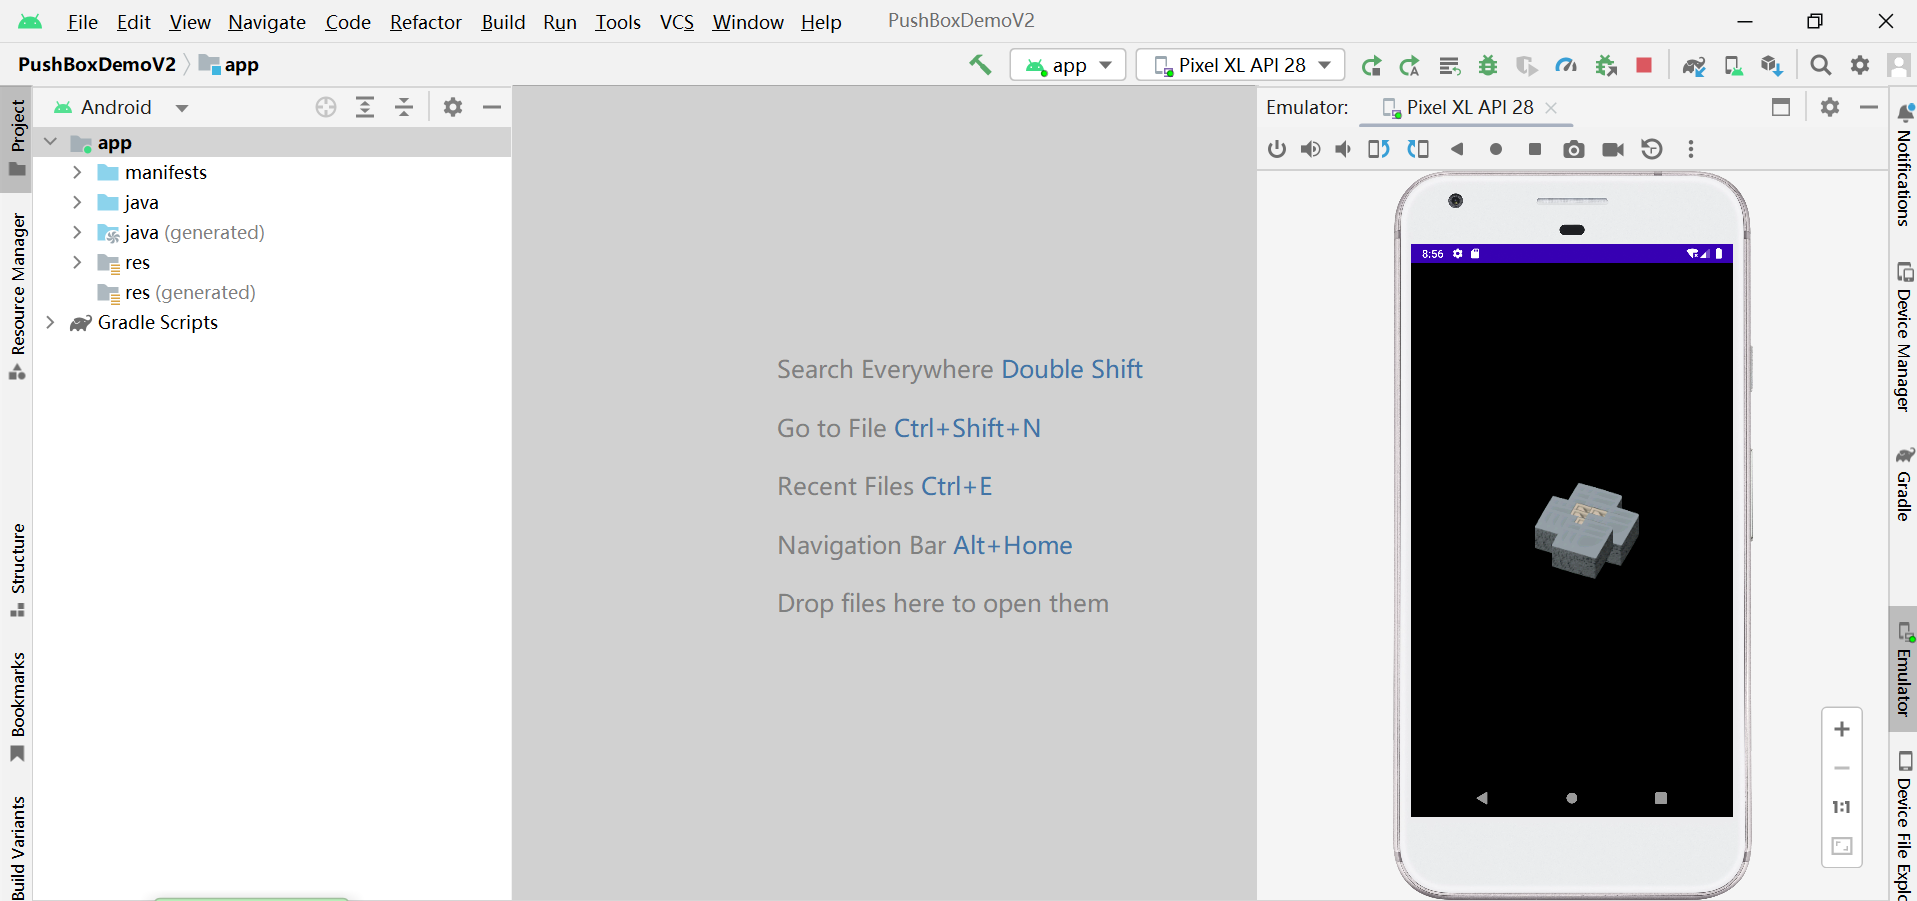 File Edit View Navigate Code Refactor Build Run Tools VCS Window Help PushBoxDemoV2
PushBoxDemoV2 app
app Pixel XL API 28
Project
Resource Manager
Structure
Bookmarks
Build Variants
Android
app
manifests
java
java (generated)
res
res (generated)
Gradle Scripts
Search Everywhere Double Shift
Go to File Ctrl+Shift+N
Recent Files Ctrl+E
Navigation Bar Alt+Home
Drop files here to open them
Emulator: Pixel XL API 28
8:56
1:1
Notifications
Device Manager
Gradle
Emulator
Device File Explo